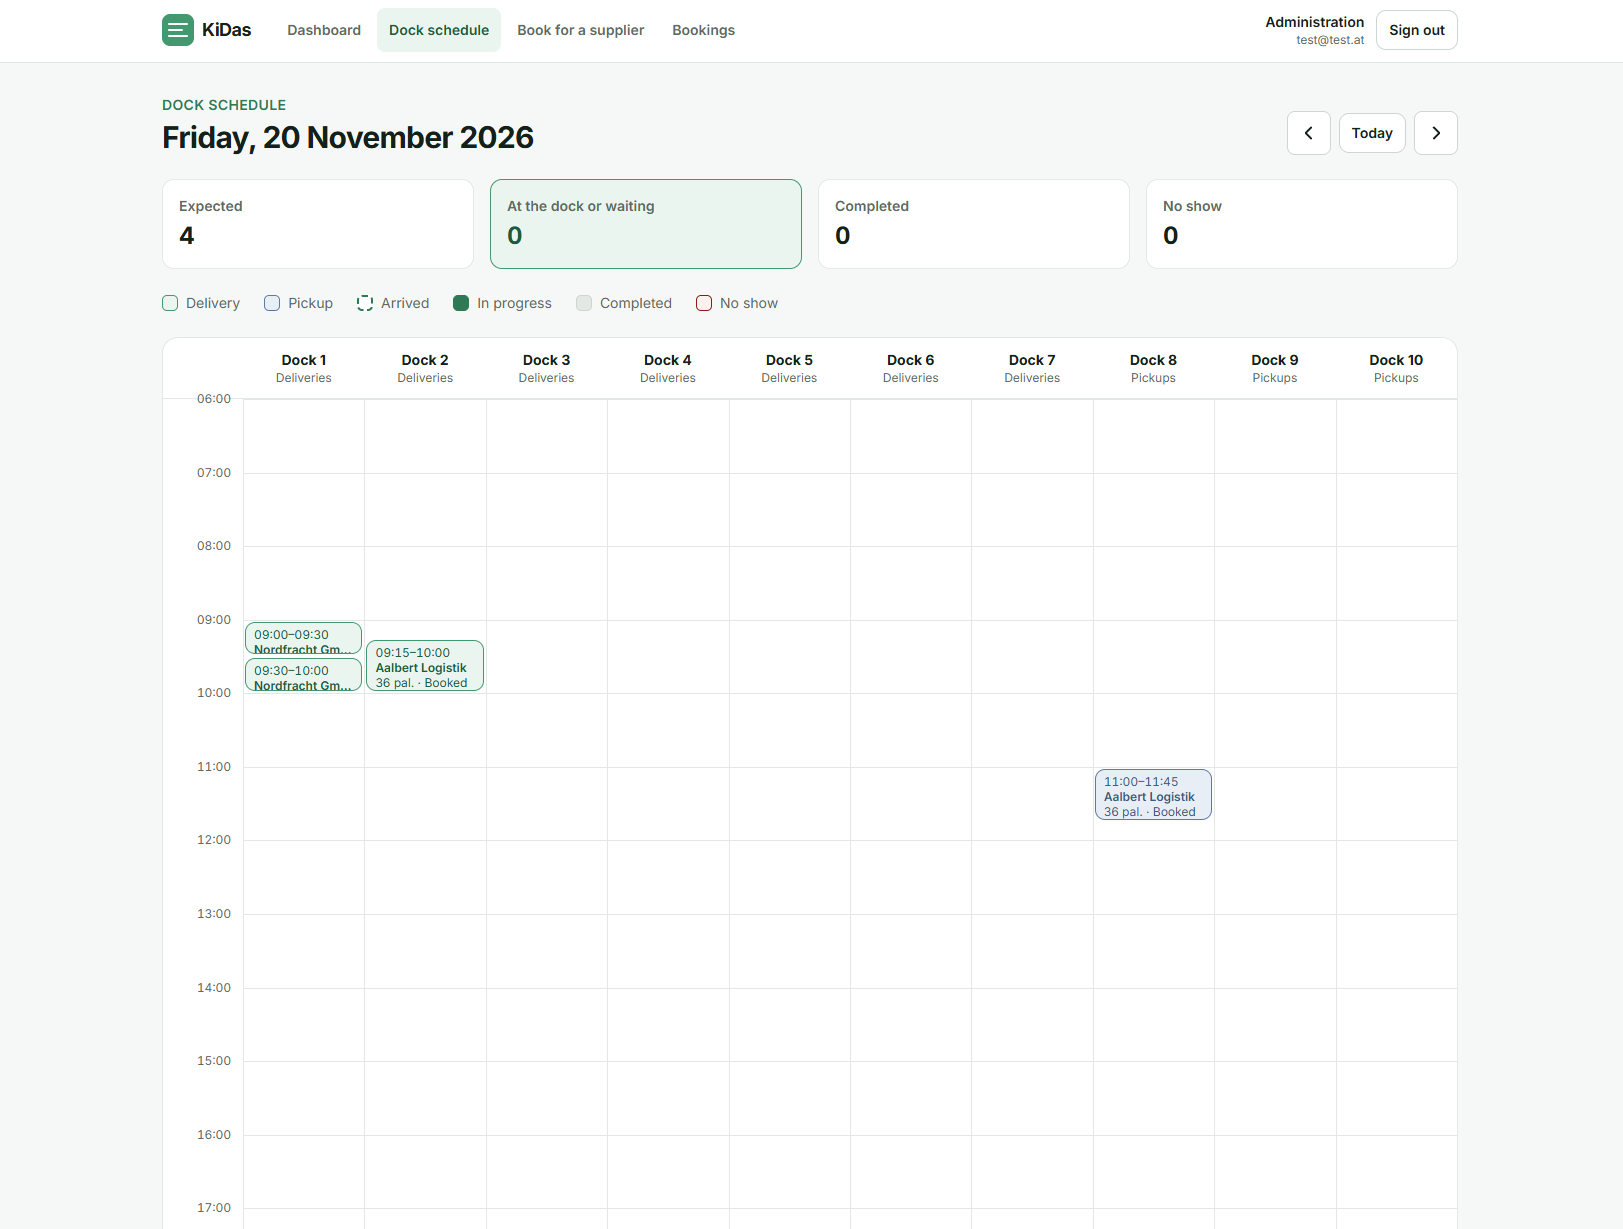 KiDas
Dashboard
Dock schedule
Book for a supplier
Bookings
Administration
test@test.at
Sign out
DOCK SCHEDULE
Friday, 20 November 2026
Today
Expected
4
At the dock or waiting
0
Completed
0
No show
0
Delivery
Pickup
Arrived
In progress
Completed
No show
Dock 1
Deliveries
Dock 2
Deliveries
Dock 3
Deliveries
Dock 4
Deliveries
Dock 5
Deliveries
Dock 6
Deliveries
Dock 7
Deliveries
Dock 8
Pickups
Dock 9
Pickups
Dock 10
Pickups
06:00
07:00
08:00
09:00
09:00–09:30
Nordfracht Gm...
09:30–10:00
Nordfracht Gm...
09:15–10:00
Aalbert Logistik
36 pal. · Booked
10:00
11:00
11:00–11:45
Aalbert Logistik
36 pal. · Booked
12:00
13:00
14:00
15:00
16:00
17:00